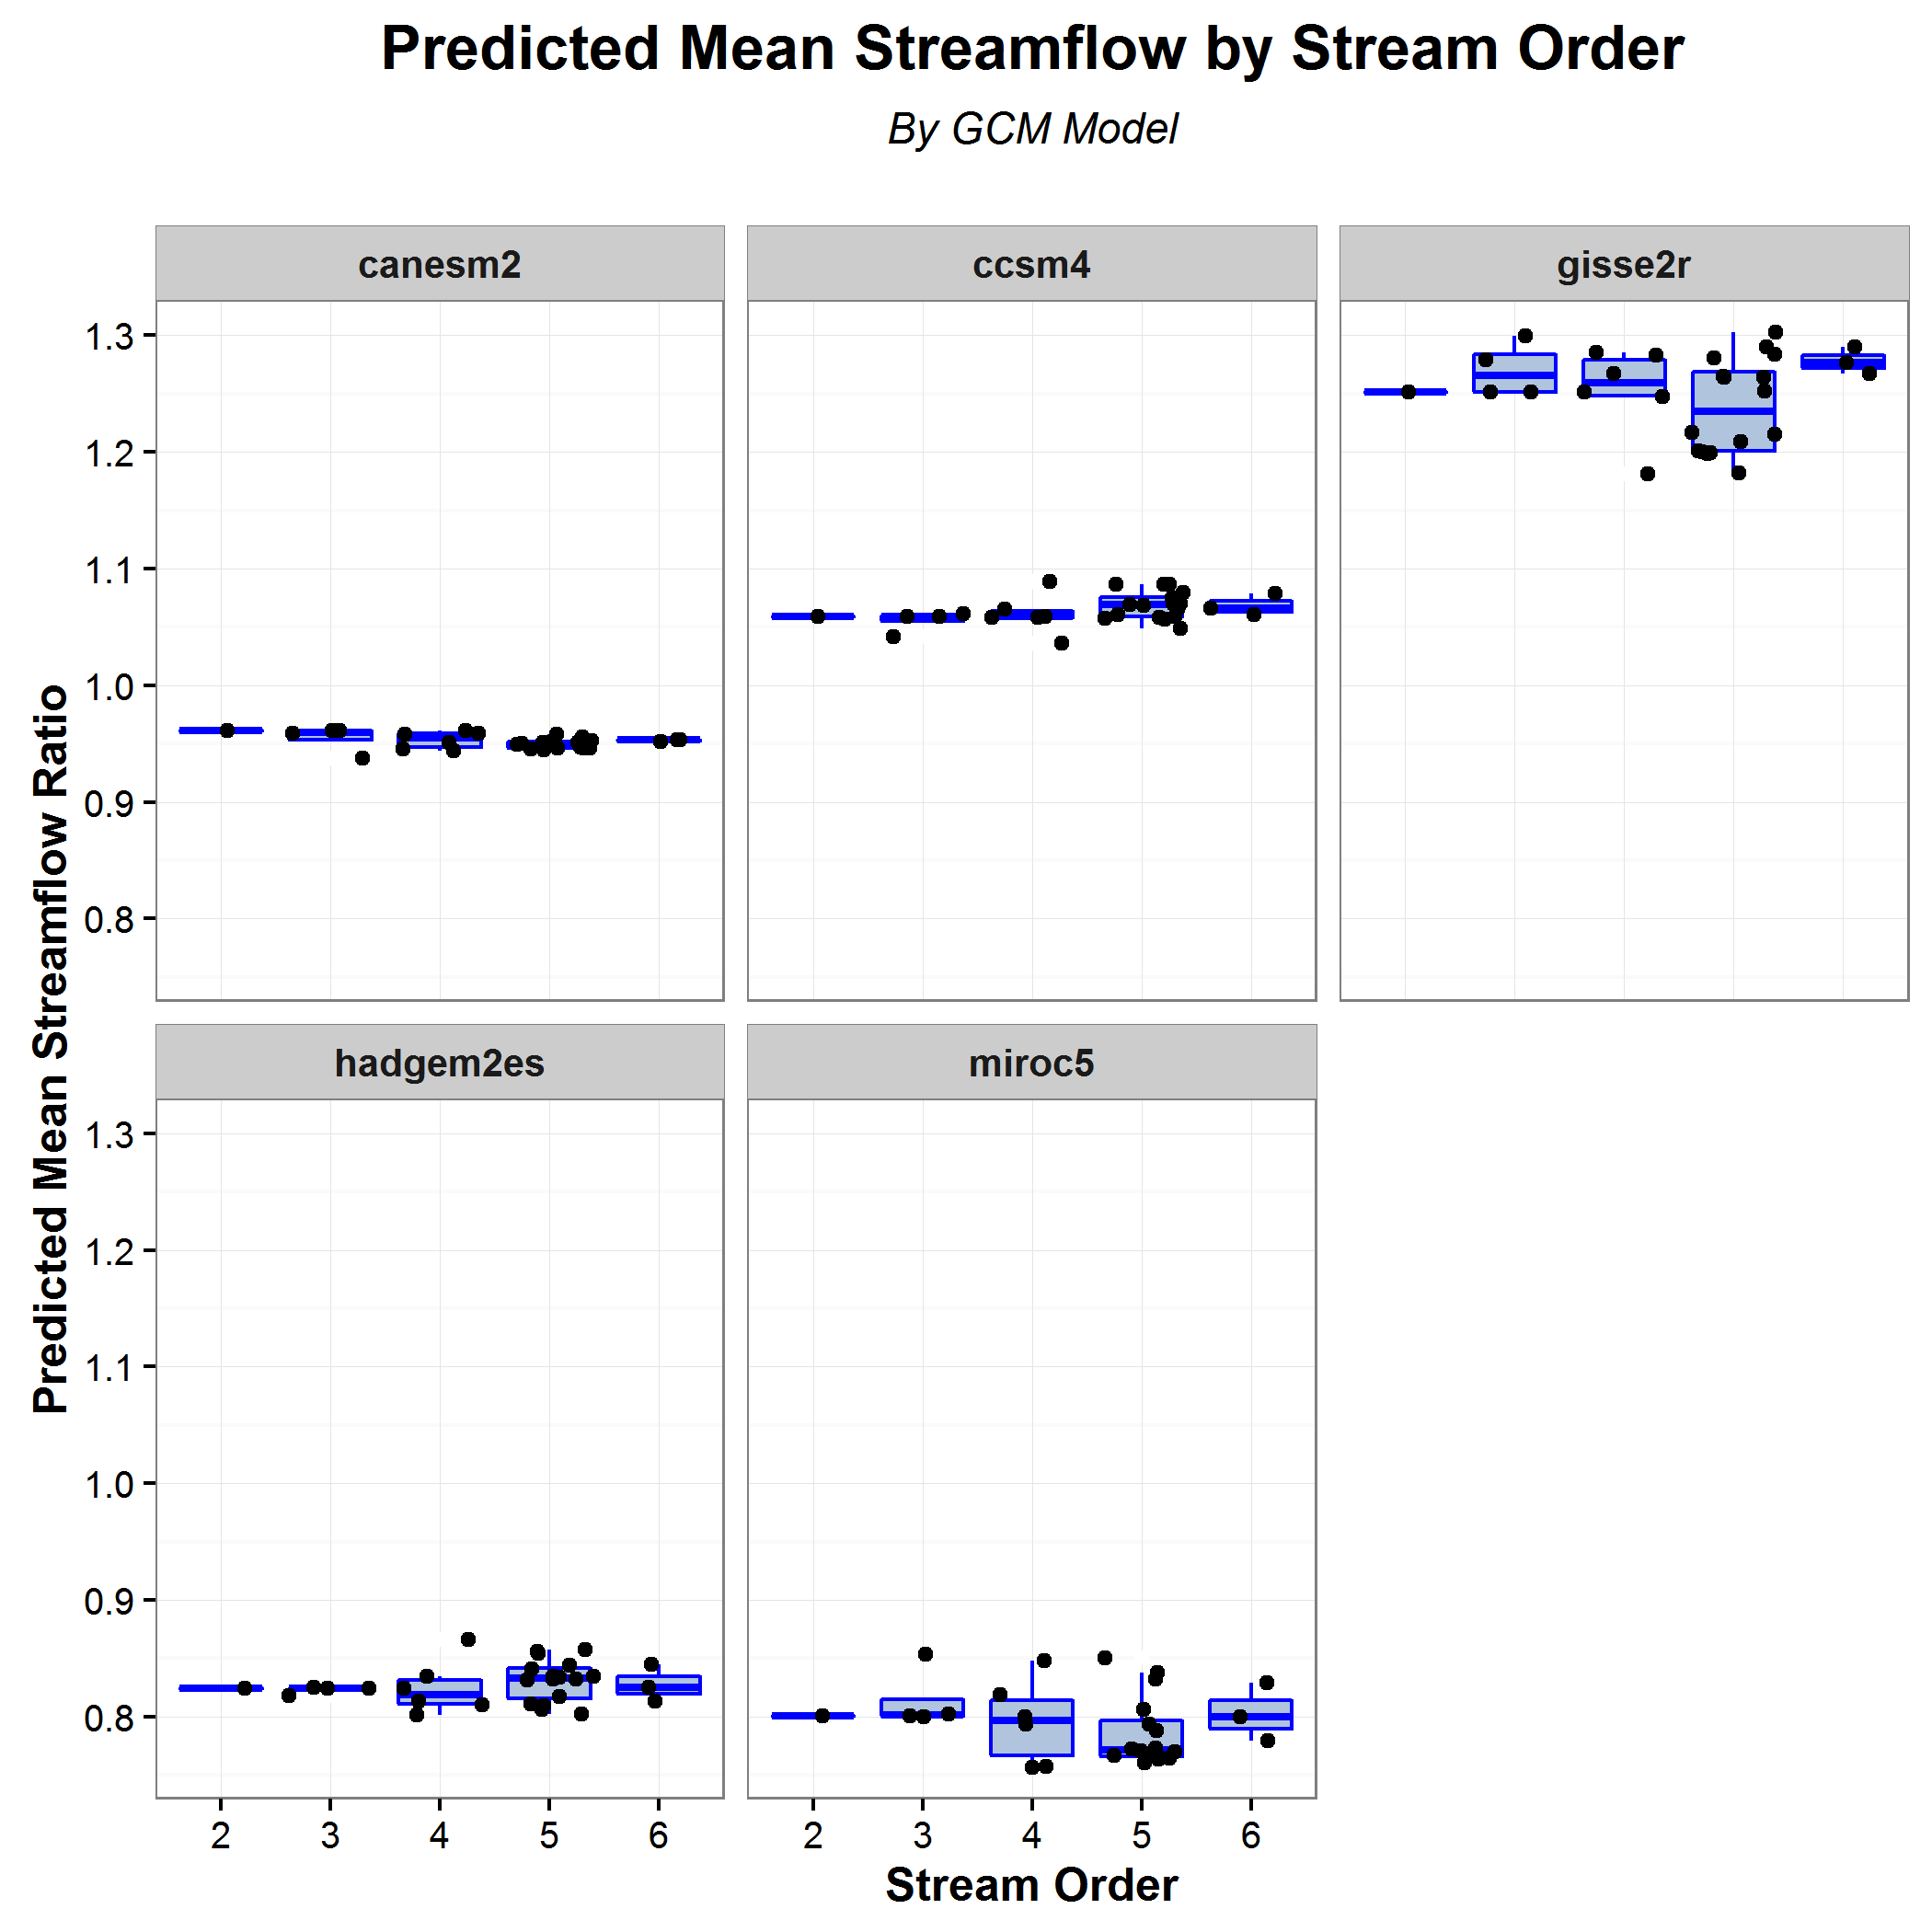 Predicted Mean Streamflow by Stream Order
By GCM Model
canesm2
ccsm4
gisse2r
1.3
1.2
1.1
1.0
0.9
0.8
Predicted Mean Streamflow Ratio
hadgem2es
miroc5
1.3
1.2
1.1
1.0
0.9
0.8
2 3 4 5 6
2 3 4 5 6
Stream Order